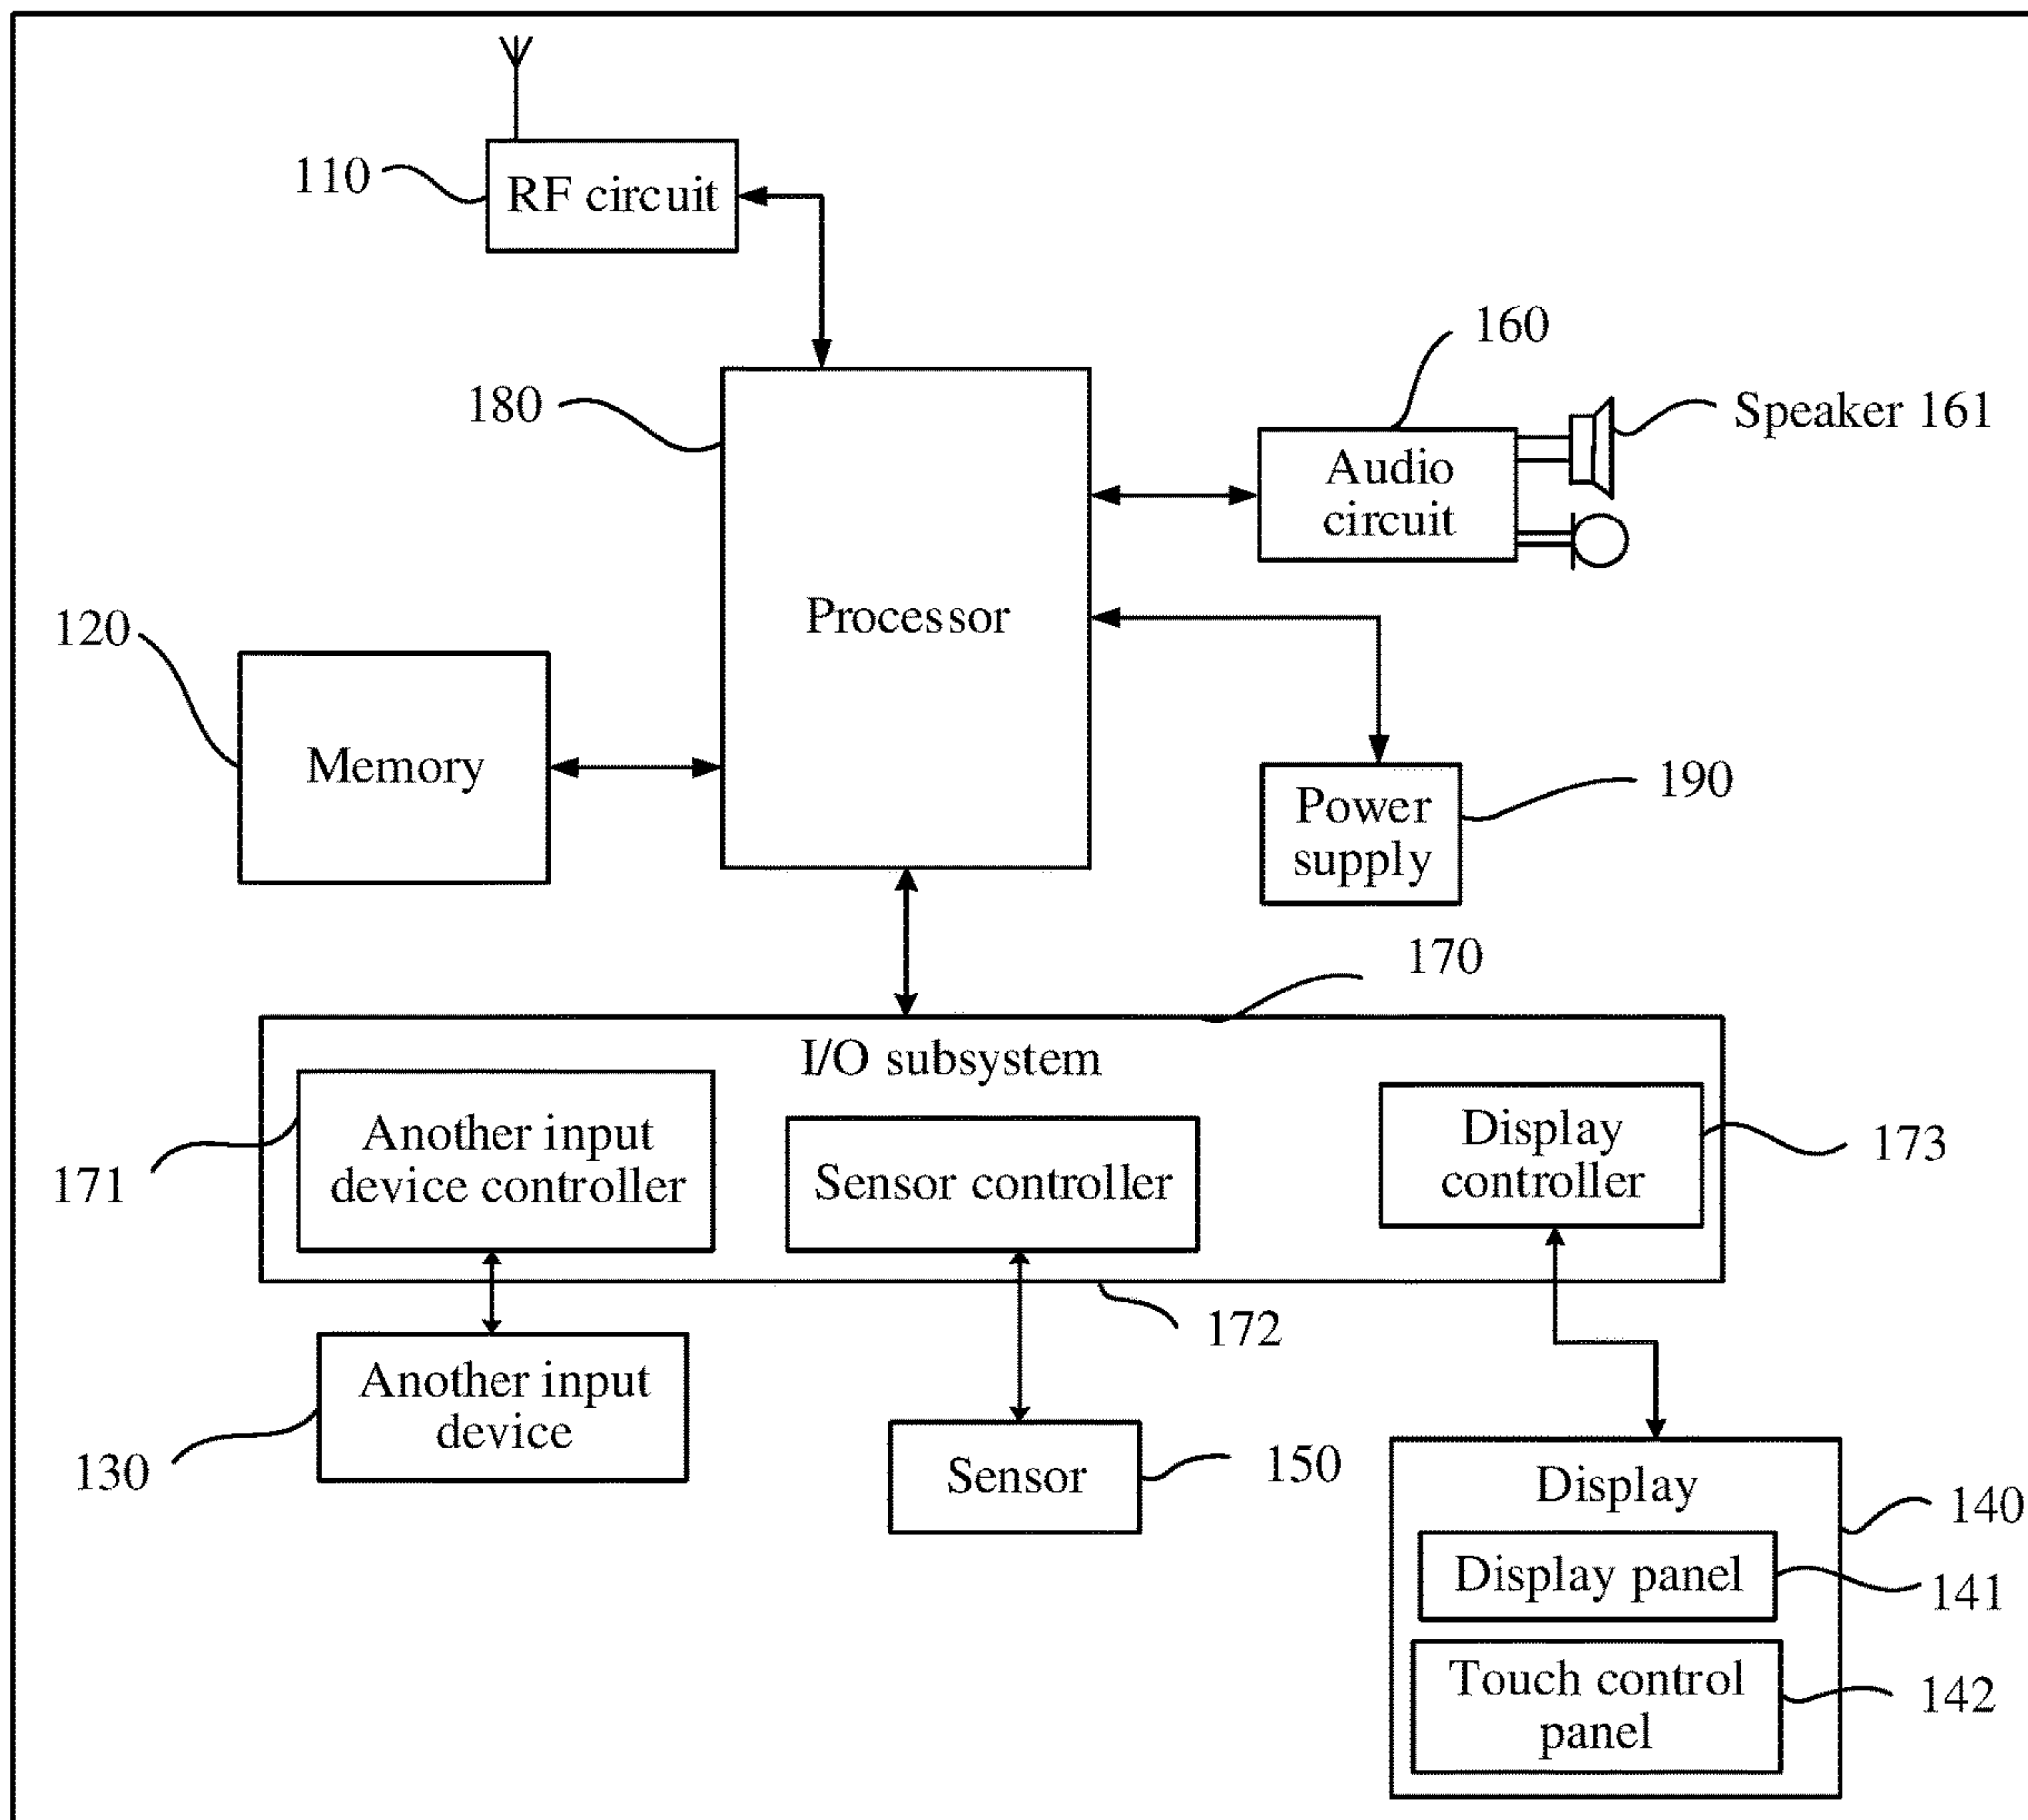 110
RF circuit
160
180
Speaker 161
Audio
circuit
Processor
120
Memory
190
Power
supply
170
I/O subsystem
Another input
device controller
171
Sensor controller
Display
controller
173
172
Another input
device
130
Sensor
150
Display
140
Display panel
141
Touch control
panel
142